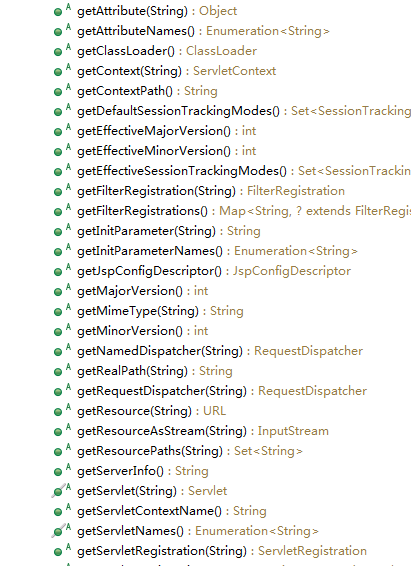 getAttribute(String) : Object
getAttributeNames() : Enumeration<String>
getClassLoader() : ClassLoader
getContext(String) : ServletContext
getContextPath() : String
getDefaultSessionTrackingModes() : Set<SessionTracking
getEffectiveMajorVersion() : int
getEffectiveMinorVersion() : int
getEffectiveSessionTrackingModes() : Set<SessionTracki
getFilterRegistration(String) : FilterRegistration
getFilterRegistrations() : Map<String, ? extends FilterRegis
getInitParameter(String) : String
getInitParameterNames() : Enumeration<String>
getJspConfigDescriptor() : JspConfigDescriptor
getMajorVersion() : int
getMimeType(String) : String
getMinorVersion() : int
getNamedDispatcher(String) : RequestDispatcher
getRealPath(String) : String
getRequestDispatcher(String) : RequestDispatcher
getResource(String) : URL
getResourceAsStream(String) : InputStream
getResourcePaths(String) : Set<String>
getServerInfo() : String
getServlet(String) : Servlet
getServletContextName() : String
getServletNames() : Enumeration<String>
getServletRegistration(String) : ServletRegistration